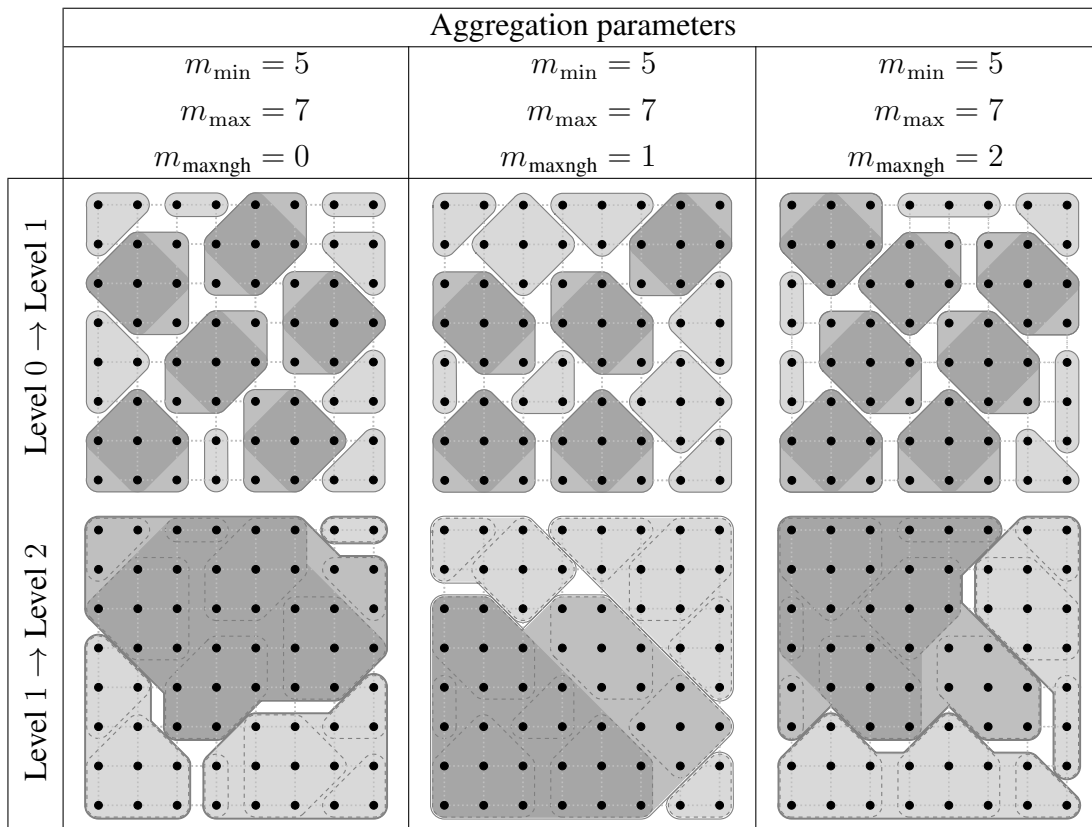 Aggregation parameters
m_min = 5 m_min = 5 m_min = 5
m_max = 7 m_max = 7 m_max = 7
m_maxngh = 0 m_maxngh = 1 m_maxngh = 2
Level 0 → Level 1
Level 1 → Level 2